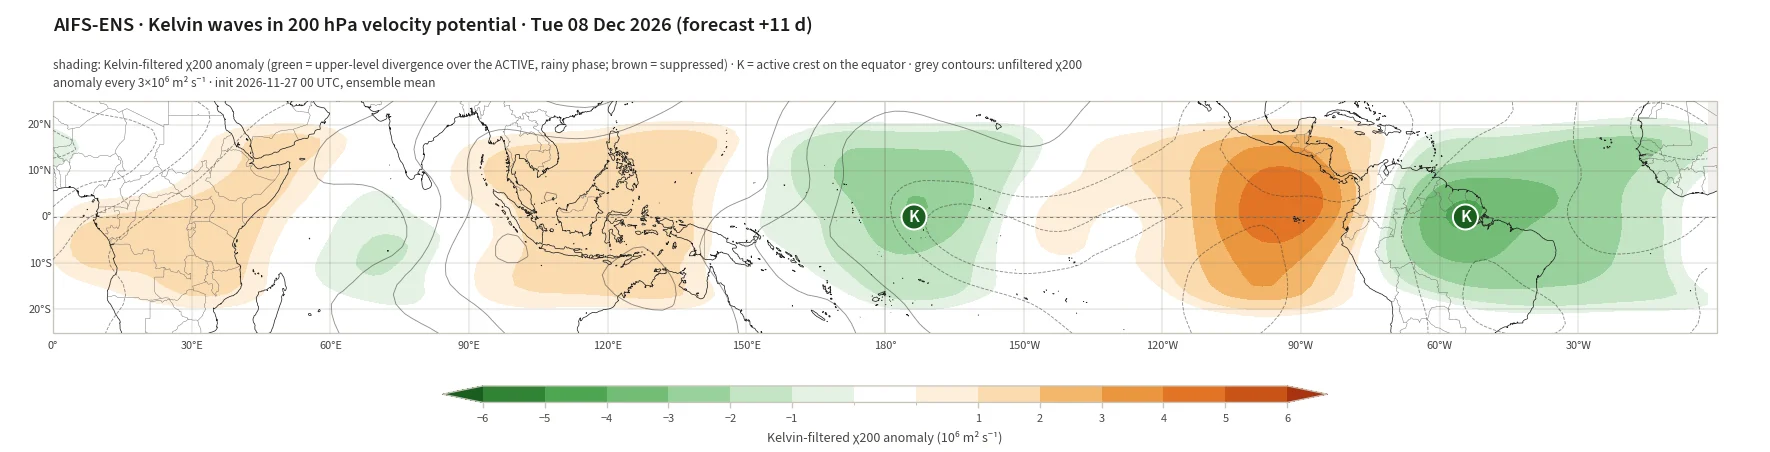 AIFS-ENS · Kelvin waves in 200 hPa velocity potential · Tue 08 Dec 2026 (forecast +11 d)
shading: Kelvin-filtered χ200 anomaly (green = upper-level divergence over the ACTIVE, rainy phase; brown = suppressed) · K = active crest on the equator · grey contours: unfiltered χ200
anomaly every 3×10⁶ m² s⁻¹ · init 2026-11-27 00 UTC, ensemble mean
20°N
10°N
0°
10°S
20°S
K K
0° 30°E 60°E 90°E 120°E 150°E 180° 150°W 120°W 90°W 60°W 30°W
−6 −5 −4 −3 −2 −1 1 2 3 4 5 6
Kelvin-filtered χ200 anomaly (10⁶ m² s⁻¹)